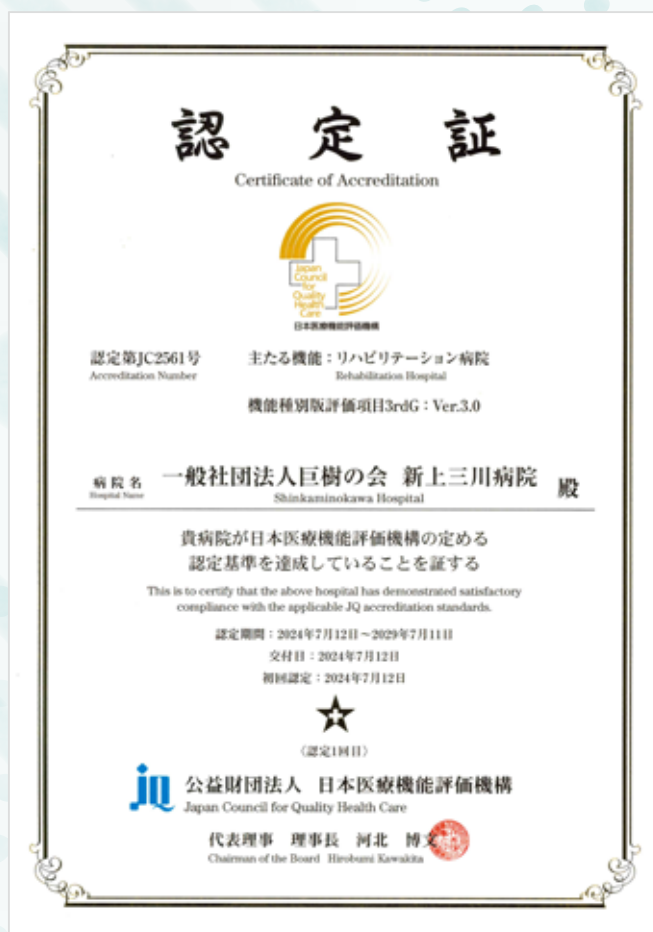 認定証
Certificate of Accreditation
Japan
Council
for
Quality
Health
Care
日本医療機能評価機構
認定第JC2561号
Accreditation Number
主たる機能：リハビリテーション病院
Rehabilitation Hospital
機能種別版評価項目3rdG：Ver.3.0
病院名 一般社団法人巨樹の会 新上三川病院 殿
Hospital Name Shinkaminokawa Hospital
貴病院が日本医療機能評価機構の定める
認定基準を達成していることを証する
This is to certify that the above hospital has demonstrated satisfactory
compliance with the applicable JQ accreditation standards.
認定期間：2024年7月12日～2029年7月11日
交付日：2024年7月12日
初回認定：2024年7月12日
〈認定1回目〉
jQ 公益財団法人 日本医療機能評価機構
Japan Council for Quality Health Care
代表理事 理事長 河北 博文
Chairman of the Board Hirobumi Kawakita